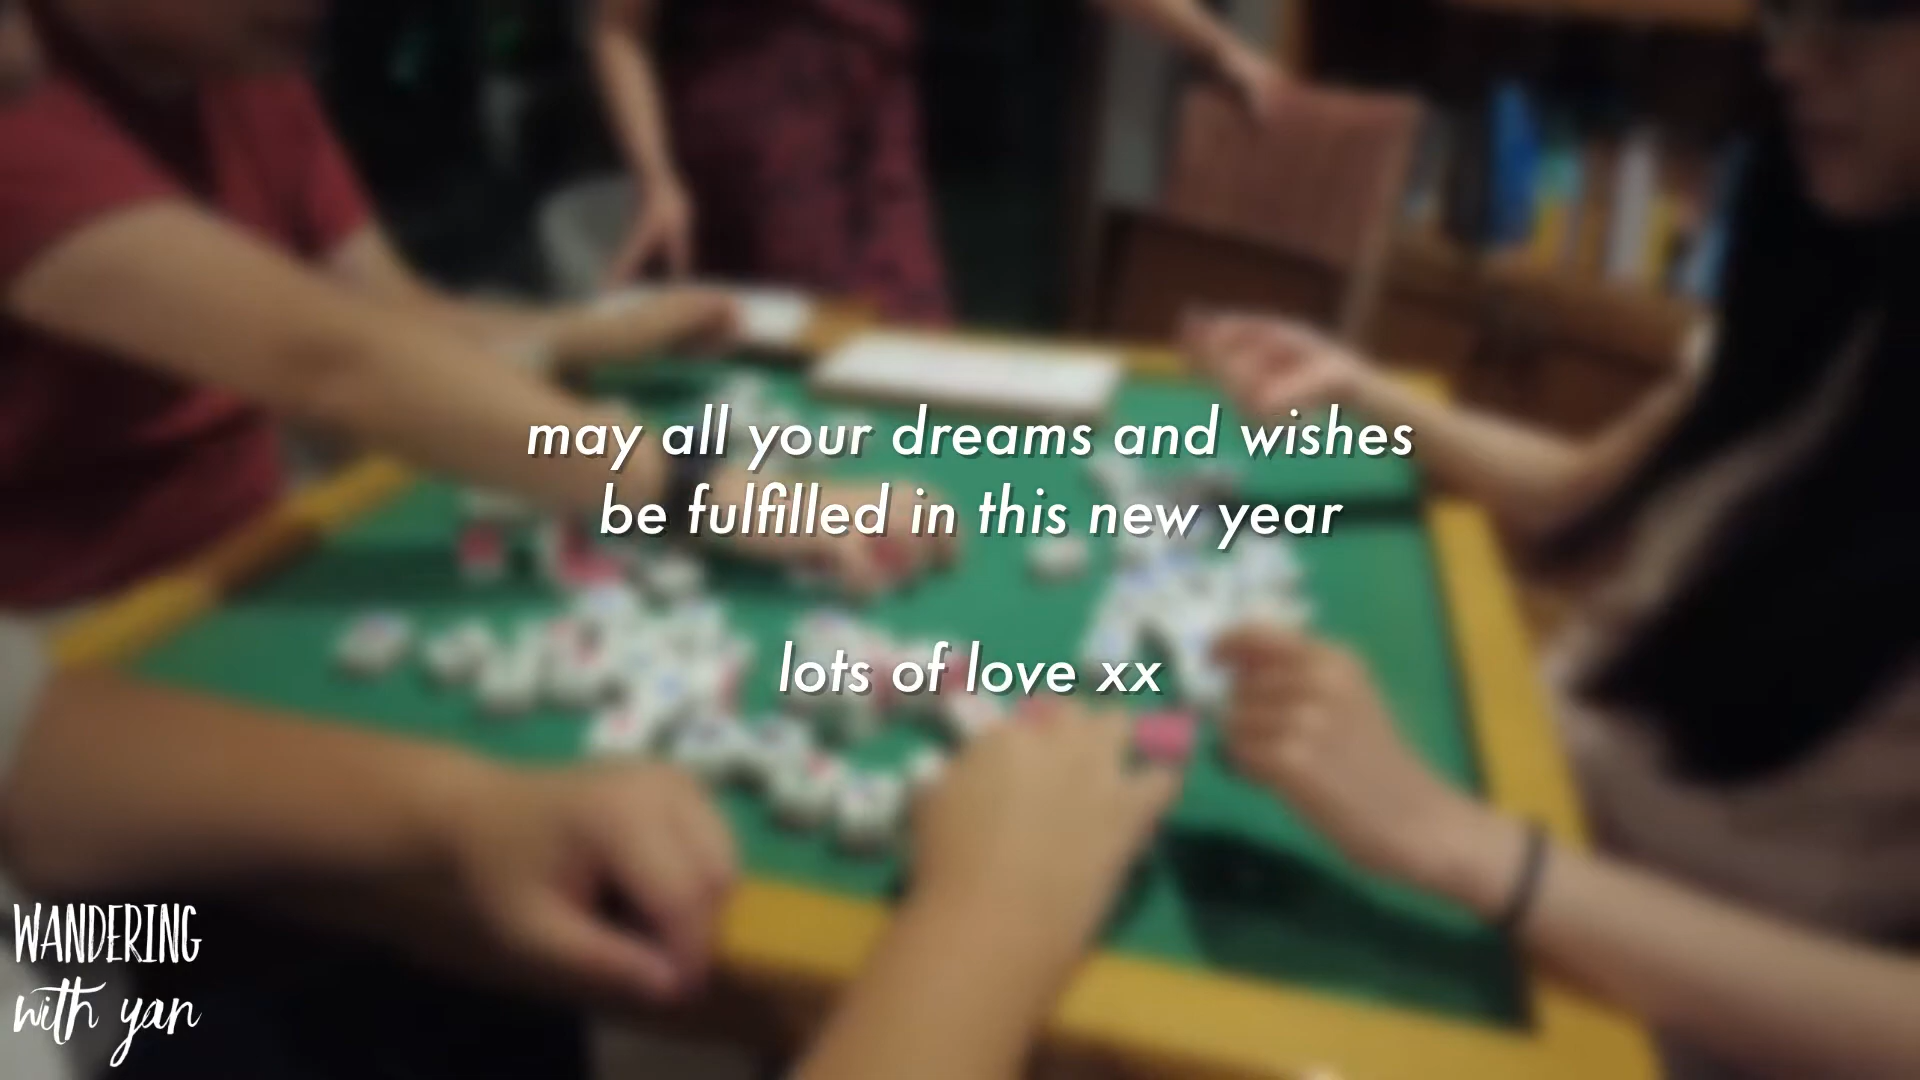 may all your dreams and wishes
be fulfilled in this new year
lots of love xx
WANDERING
with yan